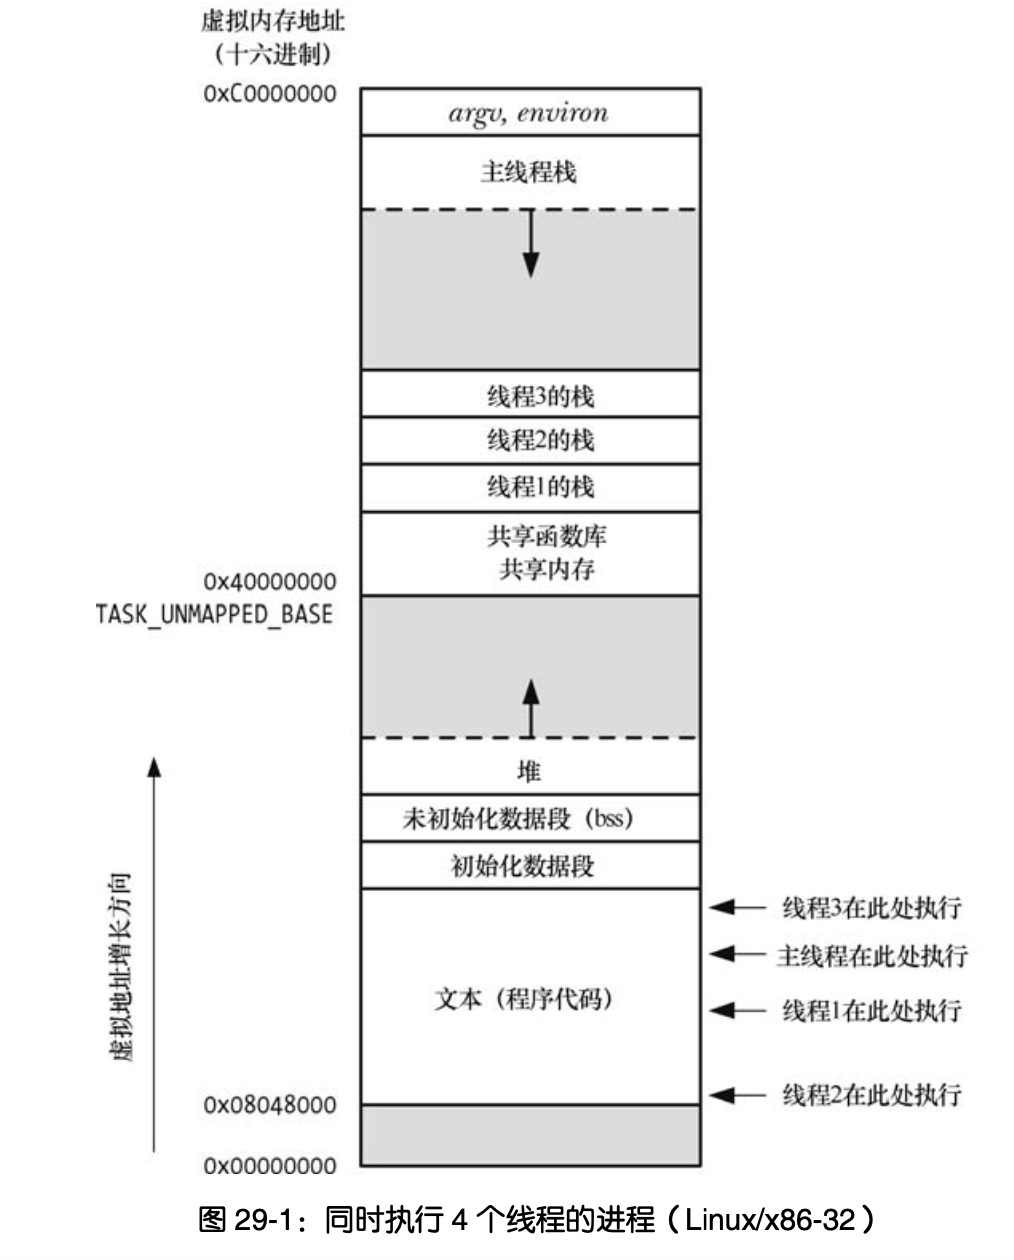 虚拟内存地址
（十六进制）
0xC0000000
argv, environ
主线程栈
线程3的栈
线程2的栈
线程1的栈
共享函数库
共享内存
0x40000000
TASK_UNMAPPED_BASE
堆
未初始化数据段（bss）
初始化数据段
线程3在此处执行
主线程在此处执行
文本（程序代码）
线程1在此处执行
线程2在此处执行
虚拟地址增长方向
0x08048000
0x00000000
图 29-1：同时执行 4 个线程的进程（Linux/x86-32）